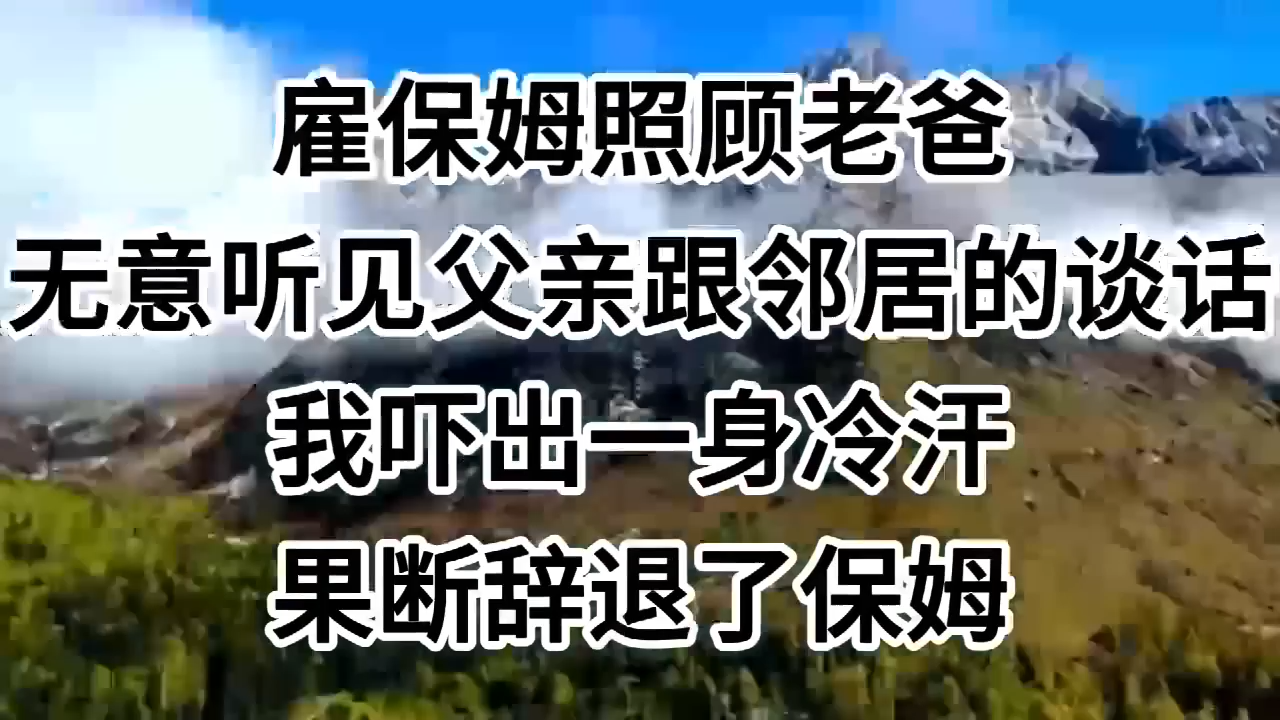 雇保姆照顾老爸
无意听见父亲跟邻居的谈话
我吓出一身冷汗
果断辞退了保姆